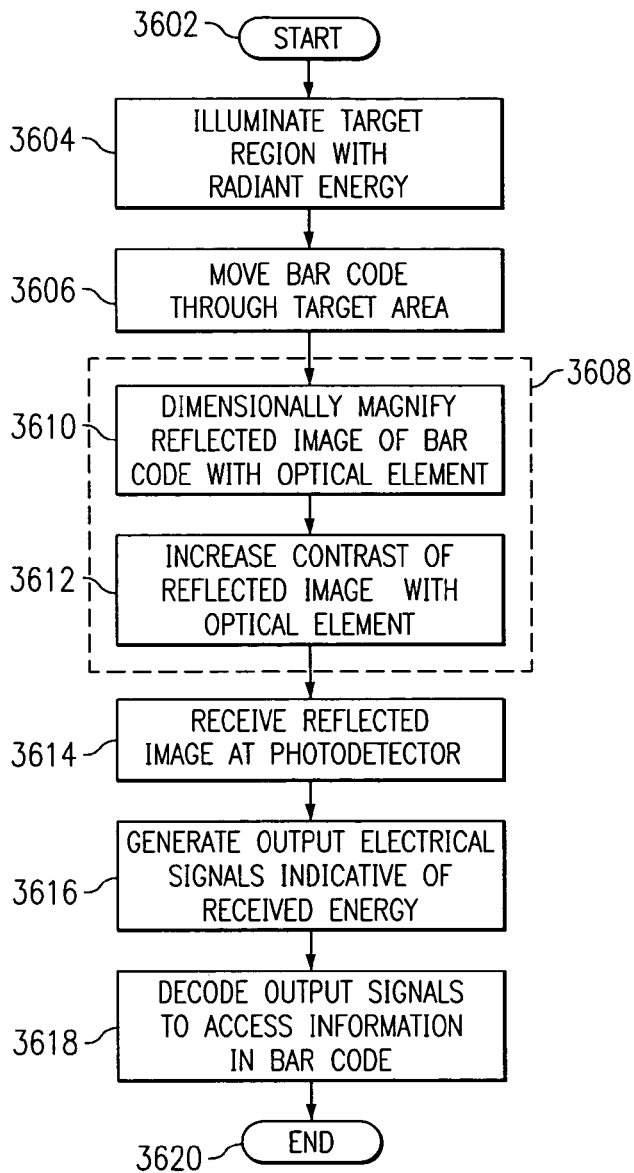 3602
START
3604
ILLUMINATE TARGET
REGION WITH
RADIANT ENERGY
3606
MOVE BAR CODE
THROUGH TARGET AREA
3608
3610
DIMENSIONALLY MAGNIFY
REFLECTED IMAGE OF BAR
CODE WITH OPTICAL ELEMENT
3612
INCREASE CONTRAST OF
REFLECTED IMAGE WITH
OPTICAL ELEMENT
3614
RECEIVE REFLECTED
IMAGE AT PHOTODETECTOR
3616
GENERATE OUTPUT ELECTRICAL
SIGNALS INDICATIVE OF
RECEIVED ENERGY
3618
DECODE OUTPUT SIGNALS
TO ACCESS INFORMATION
IN BAR CODE
3620
END